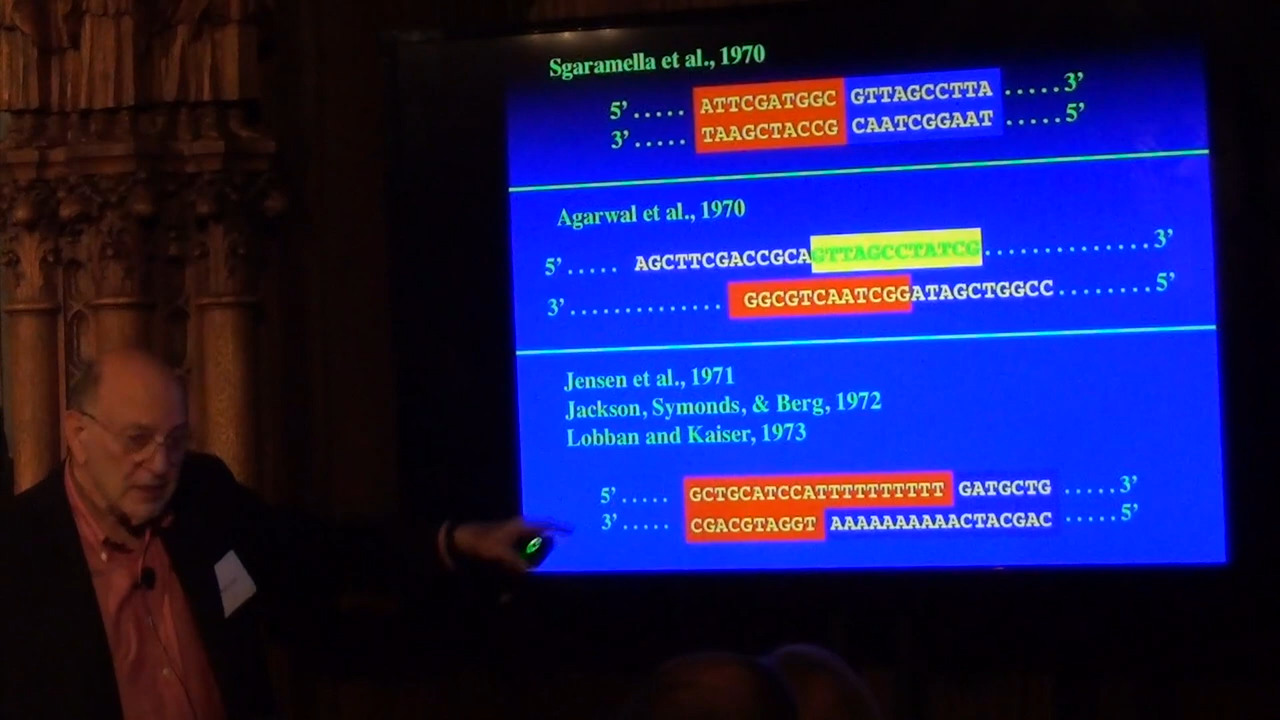 Sgaramella et al., 1970
5’..... ATTCGATGGC GTTAGCCTTA .....3’
3’..... TAAGCTACCG CAATCGGAAT .....5’
Agarwal et al., 1970
5’..... AGCTTCGACCGCAGTTAGCCTATCG..............3’
3’.............. GGCGTCAATCGGATAGCTGGCC........5’
Jensen et al., 1971
Jackson, Symonds, & Berg, 1972
Lobban and Kaiser, 1973
5’..... GCTGCATCCATTTTTTTTTT GATGCTG .....3’
3’..... CGACGTAGGT AAAAAAAAAACTACGAC .....5’